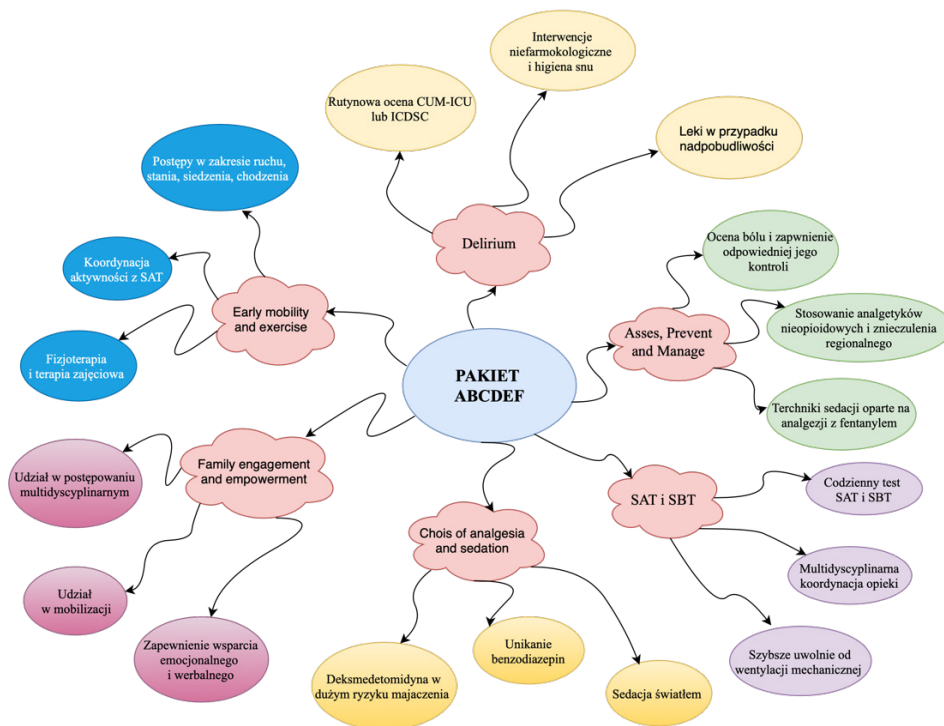 Interwencje
niefarmokologiczne
i higiena snu
Rutynowa ocena CUM-ICU
lub ICDSC
Leki w przypadku
nadpobudliwości
Postępy w zakresie ruchu,
stania, siedzenia, chodzenia
Delirium
Ocena bólu i zapwnienie
odpowiedniej jego
kontroli
Koordynacja
aktywności z SAT
Early mobility
and exercise
Stosowanie analgetyków
nieopioidowych i znieczulenia
regionalnego
Asses, Prevent
and Manage
Fizjoterapia
i terapia zajęciowa
PAKIET
ABCDEF
Terchniki sedacji oparte na
analgezji z fentanylem
Family engagement
and empowerment
Udział w postępowaniu
multidyscyplinarnym
Codzienny test
SAT i SBT
SAT i SBT
Chois of analgesia
and sedation
Multidyscyplinarna
koordynacja opieki
Udział
w mobilizacji
Zapewnienie wsparcia
emocjonalnego
i werbalnego
Unikanie
benzodiazepin
Szybsze uwolnie od
wentylacji mechanicznej
Deksmedetomidyna w
dużym ryzyku majaczenia
Sedacja światłem